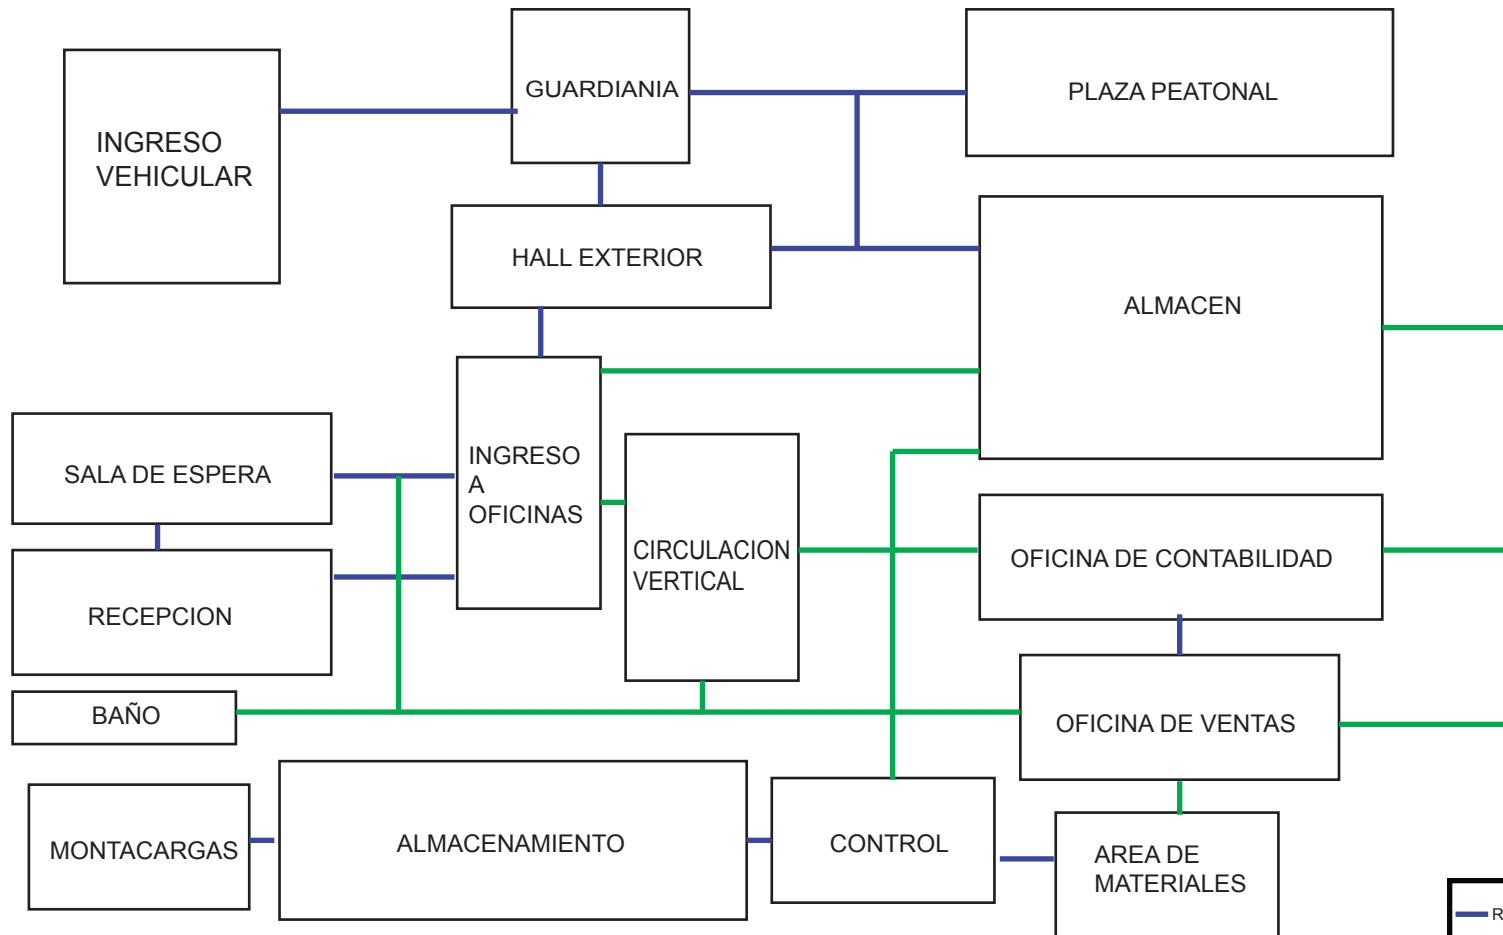 GUARDIANIA
PLAZA PEATONAL
INGRESO
VEHICULAR
HALL EXTERIOR
ALMACEN
SALA DE ESPERA
INGRESO
A
OFICINAS
CIRCULACION
VERTICAL
OFICINA DE CONTABILIDAD
RECEPCION
BAÑO
OFICINA DE VENTAS
MONTACARGAS
ALMACENAMIENTO
CONTROL
AREA DE
MATERIALES
R